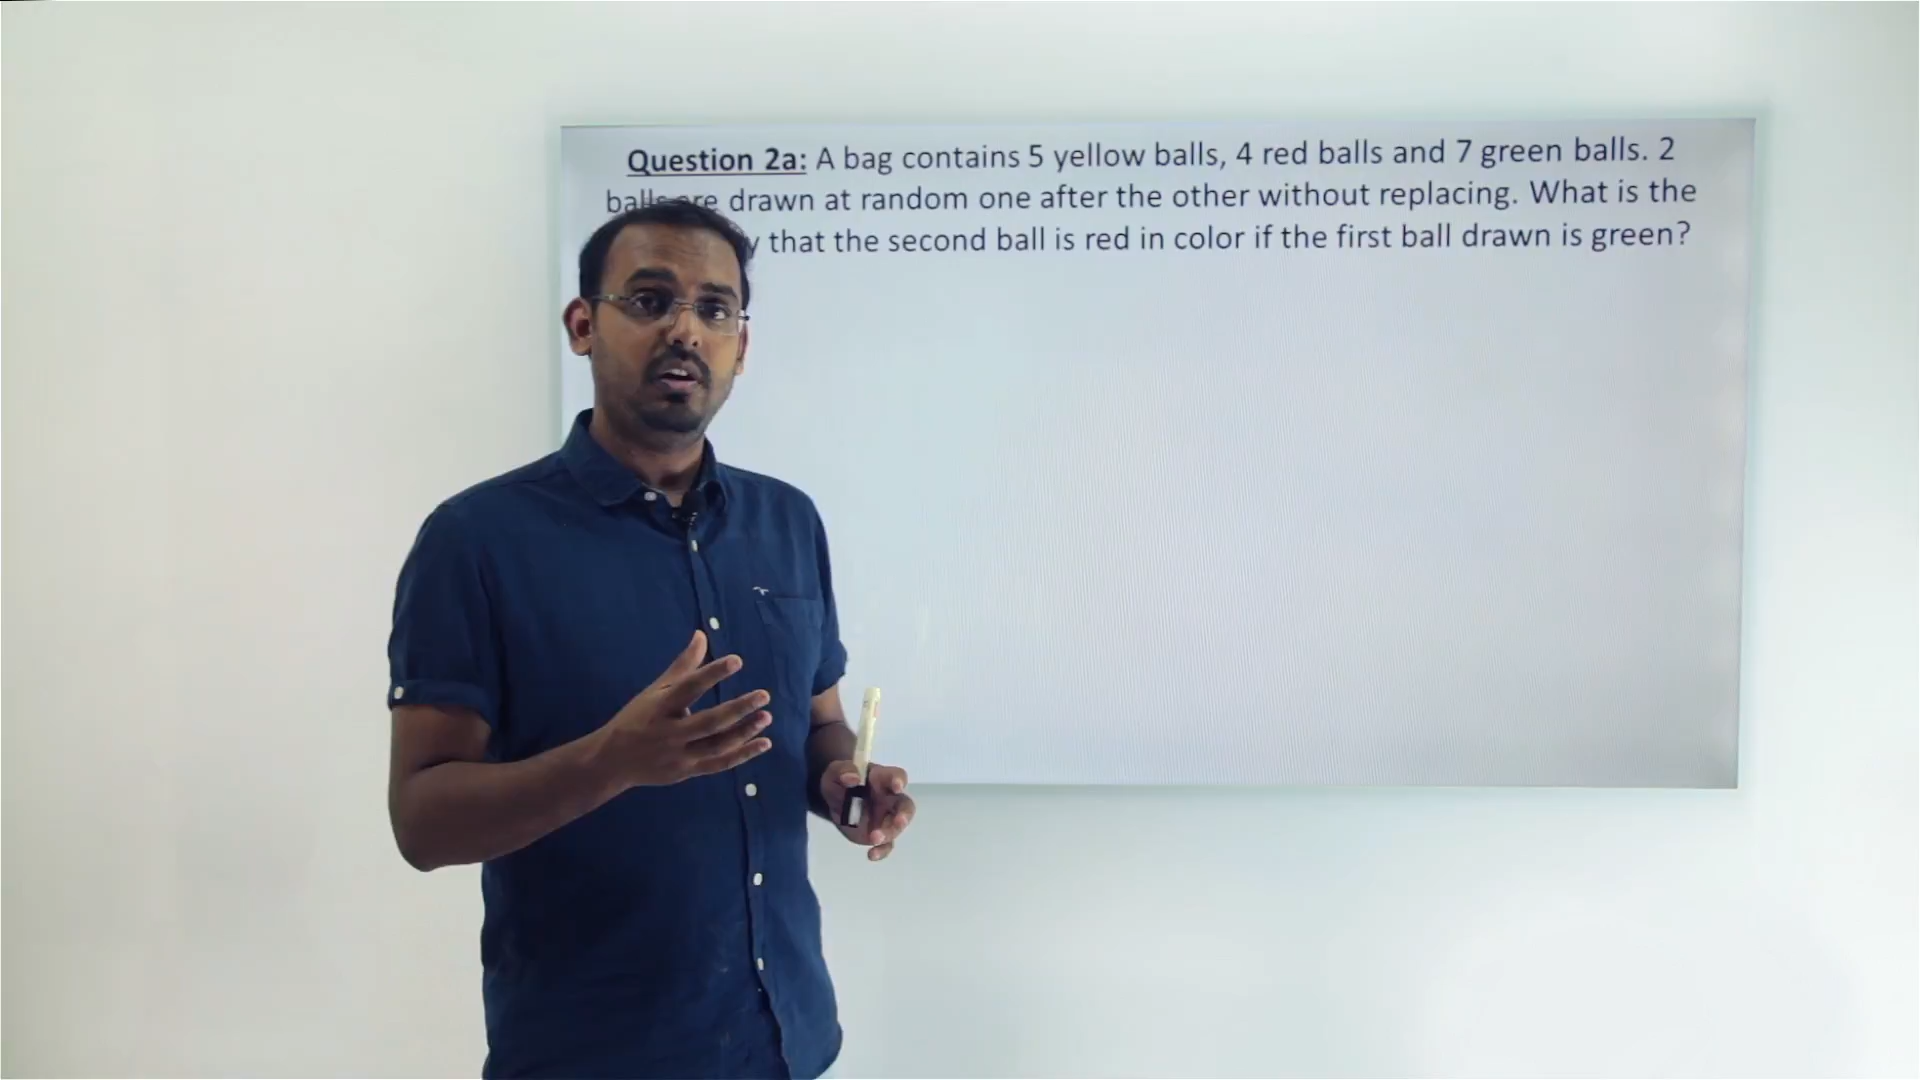 Question 2a: A bag contains 5 yellow balls, 4 red balls and 7 green balls. 2
balls are drawn at random one after the other without replacing. What is the
that the second ball is red in color if the first ball drawn is green?